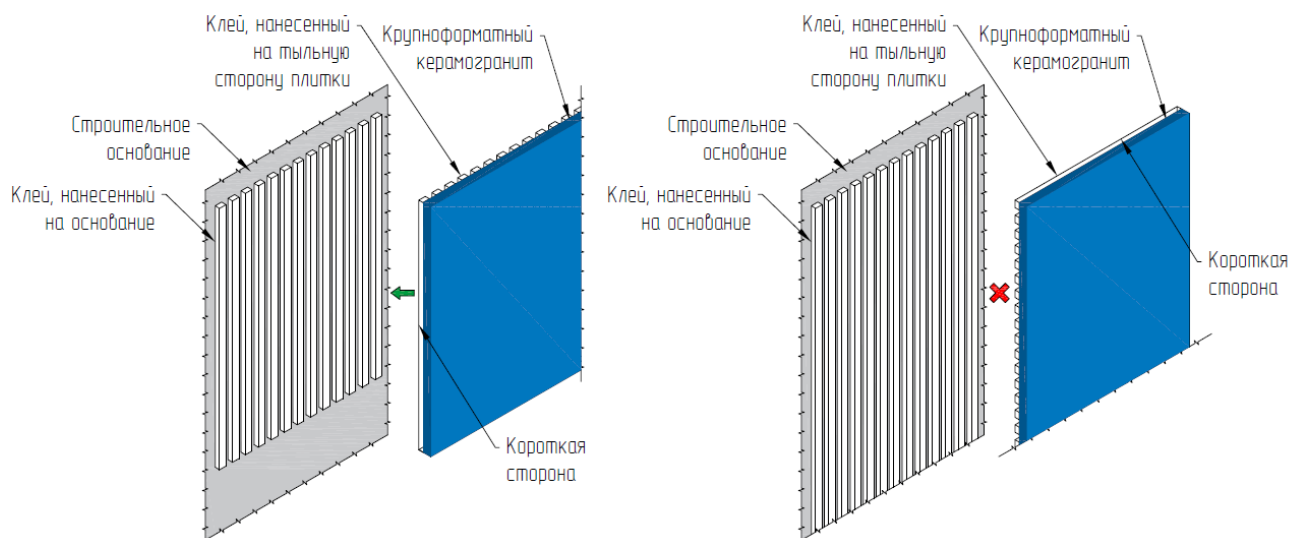 Клей, нанесенный
на тыльную
сторону плитки
Крупноформатный
керамогранит
Строительное
основание
Клей, нанесенный
на основание
Короткая
сторона
Клей, нанесенный
на тыльную
сторону плитки
Крупноформатный
керамогранит
Строительное
основание
Клей, нанесенный
на основание
Короткая
сторона